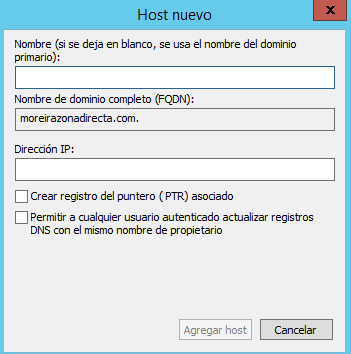 Host nuevo
x
Nombre (si se deja en blanco, se usa el nombre del dominio
primario):
Nombre de dominio completo (FQDN):
moreirazonadirecta.com.
Dirección IP:
Crear registro del puntero (PTR) asociado
Permitir a cualquier usuario autenticado actualizar registros
DNS con el mismo nombre de propietario
Agregar host
Cancelar